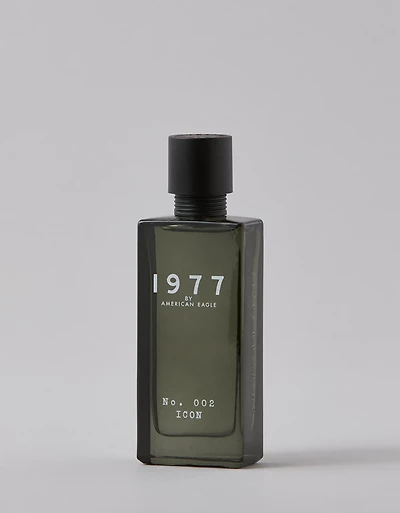 1977
BY
AMERICAN EAGLE
No. 002
ICON